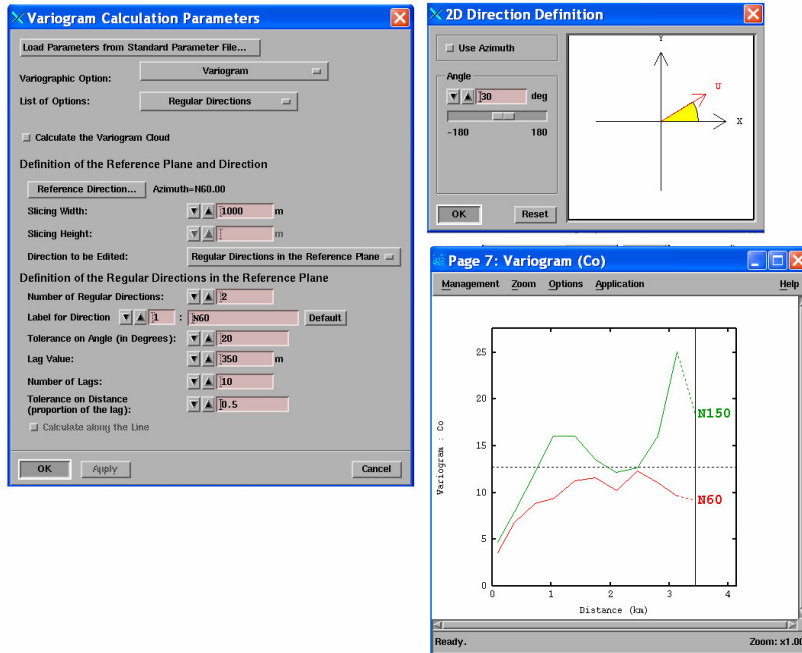 Variogram Calculation Parameters
Load Parameters from Standard Parameter File...
Variographic Option: Variogram
List of Options: Regular Directions
Calculate the Variogram Cloud
Definition of the Reference Plane and Direction
Reference Direction... Azimuth=N60.00
Slicing Width: 1000 m
Slicing Height: m
Direction to be Edited: Regular Directions in the Reference Plane
Definition of the Regular Directions in the Reference Plane
Number of Regular Directions: 2
Label for Direction 1 : N60 Default
Tolerance on Angle (in Degrees): 20
Lag Value: 350 m
Number of Lags: 10
Tolerance on Distance
(proportion of the lag): 0.5
Calculate along the Line
OK Apply Cancel
2D Direction Definition
Use Azimuth
Angle
30 deg
-180 180
OK Reset
Y
U
X
Page 7: Variogram (Co)
Management Zoom Options Application Help
Variogram : Co
25
20
15
10
5
0
N150
N60
0 1 2 3 4
Distance (km)
Ready. Zoom: x1.00